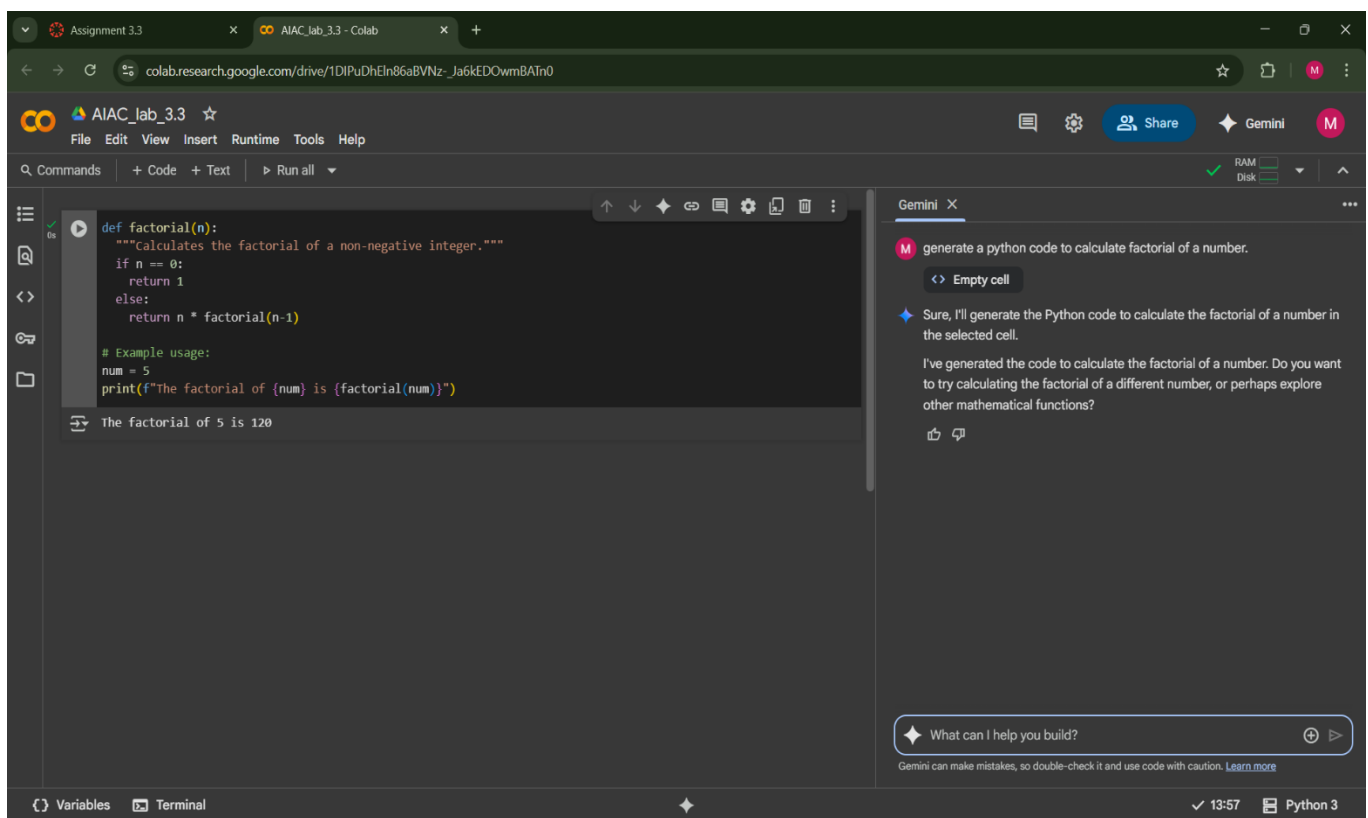 Assignment 3.3
AIAC_lab_3.3 - Colab
colab.research.google.com/drive/1DIPuDhEln86aBVNz-_Ja6kEDOwmBATn0
M
AIAC_lab_3.3
File Edit View Insert Runtime Tools Help
Share
Gemini
M
Commands + Code + Text Run all
RAM
Disk
0s
def factorial(n):
"""Calculates the factorial of a non-negative integer."""
if n == 0:
return 1
else:
return n * factorial(n-1)
# Example usage:
num = 5
print(f"The factorial of {num} is {factorial(num)}")
The factorial of 5 is 120
Gemini
M
generate a python code to calculate factorial of a number.
<> Empty cell
Sure, I'll generate the Python code to calculate the factorial of a number in
the selected cell.
I've generated the code to calculate the factorial of a number. Do you want
to try calculating the factorial of a different number, or perhaps explore
other mathematical functions?
What can I help you build?
Gemini can make mistakes, so double-check it and use code with caution. Learn more
{} Variables Terminal
13:57 Python 3